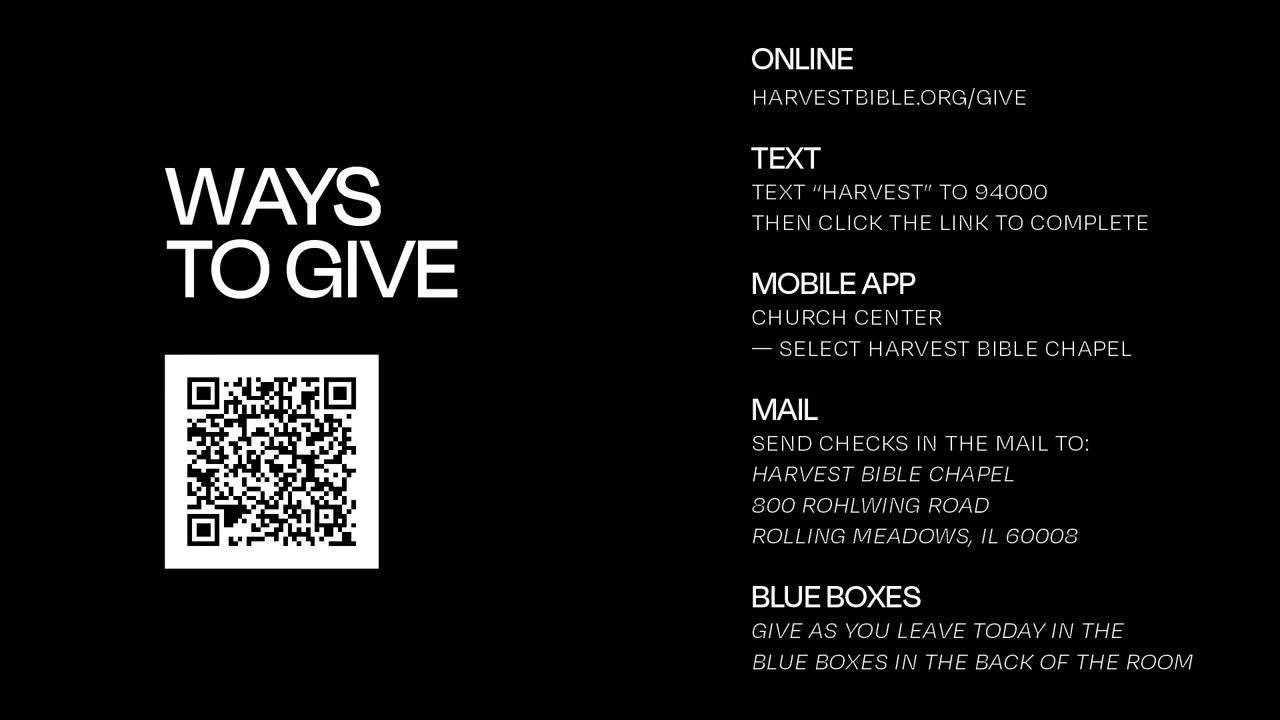 WAYS
TO GIVE
ONLINE
HARVESTBIBLE.ORG/GIVE
TEXT
TEXT “HARVEST” TO 94000
THEN CLICK THE LINK TO COMPLETE
MOBILE APP
CHURCH CENTER
— SELECT HARVEST BIBLE CHAPEL
MAIL
SEND CHECKS IN THE MAIL TO:
HARVEST BIBLE CHAPEL
800 ROHLWING ROAD
ROLLING MEADOWS, IL 60008
BLUE BOXES
GIVE AS YOU LEAVE TODAY IN THE
BLUE BOXES IN THE BACK OF THE ROOM